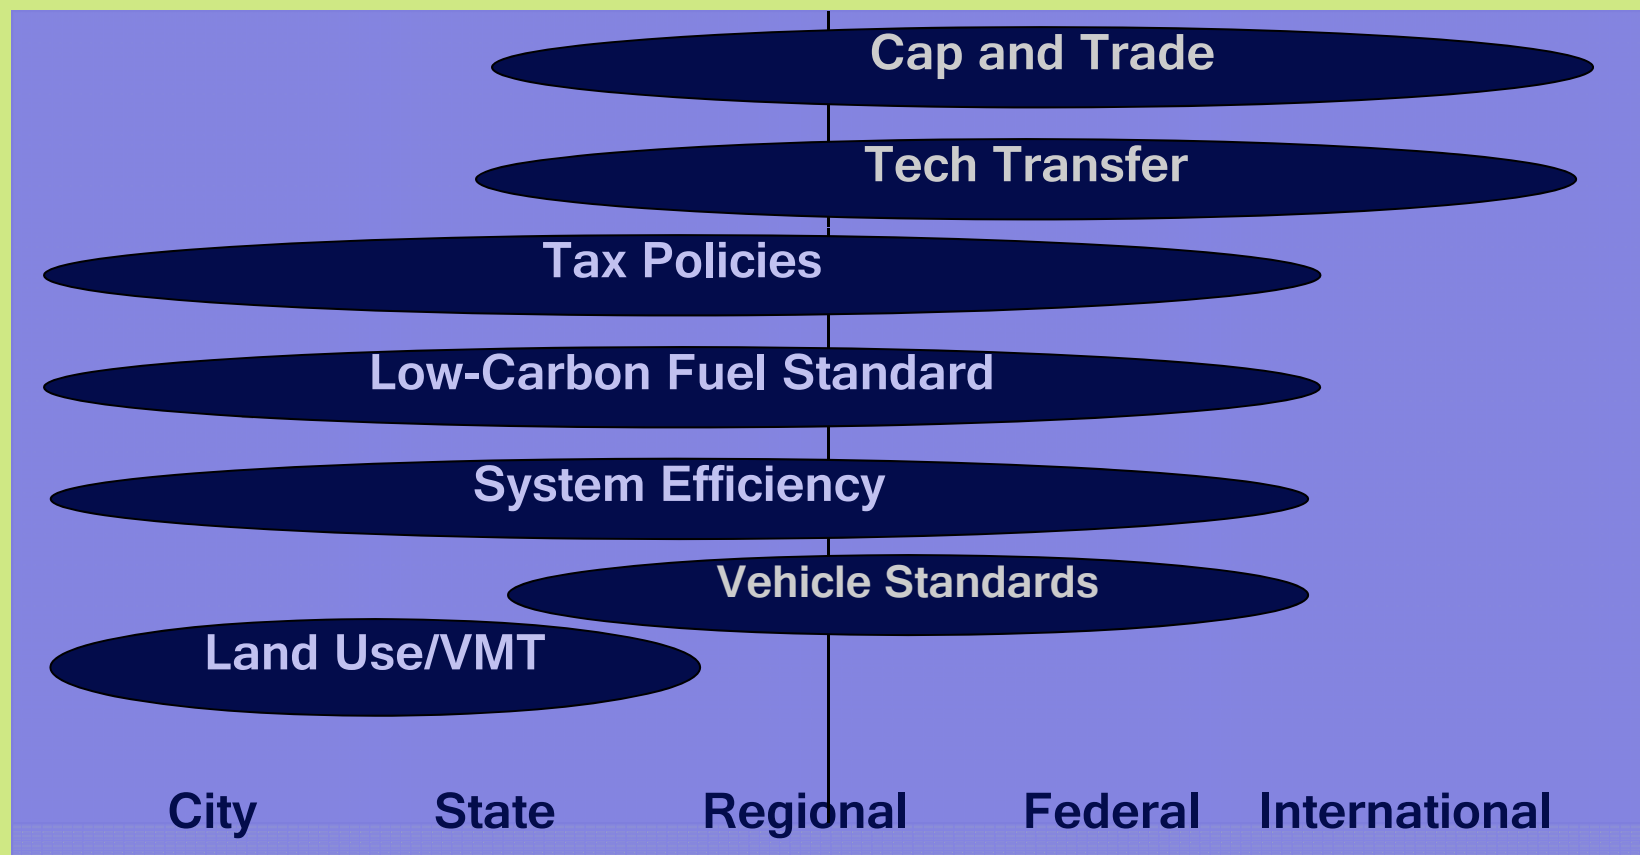 Cap and Trade
Tech Transfer
Tax Policies
Low-Carbon Fuel Standard
System Efficiency
Vehicle Standards
Land Use/VMT
City State Regional Federal International